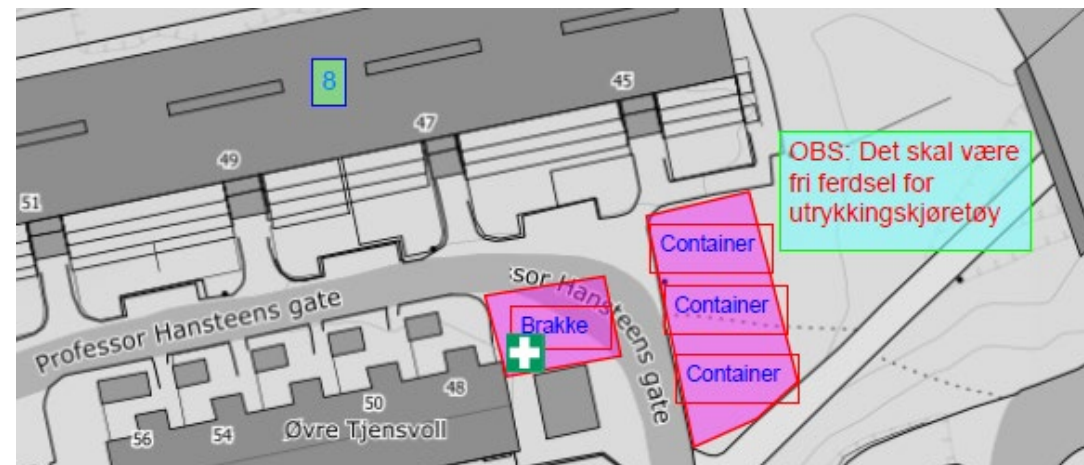 8
45
47
49
51
OBS: Det skal være
fri ferdsel for
utrykkingskjøretøy
Container
Container
Container
Brakke
Professor Hansteens gate
ssor Hansteens gate
48
50
54
56
Øvre Tjensvoll